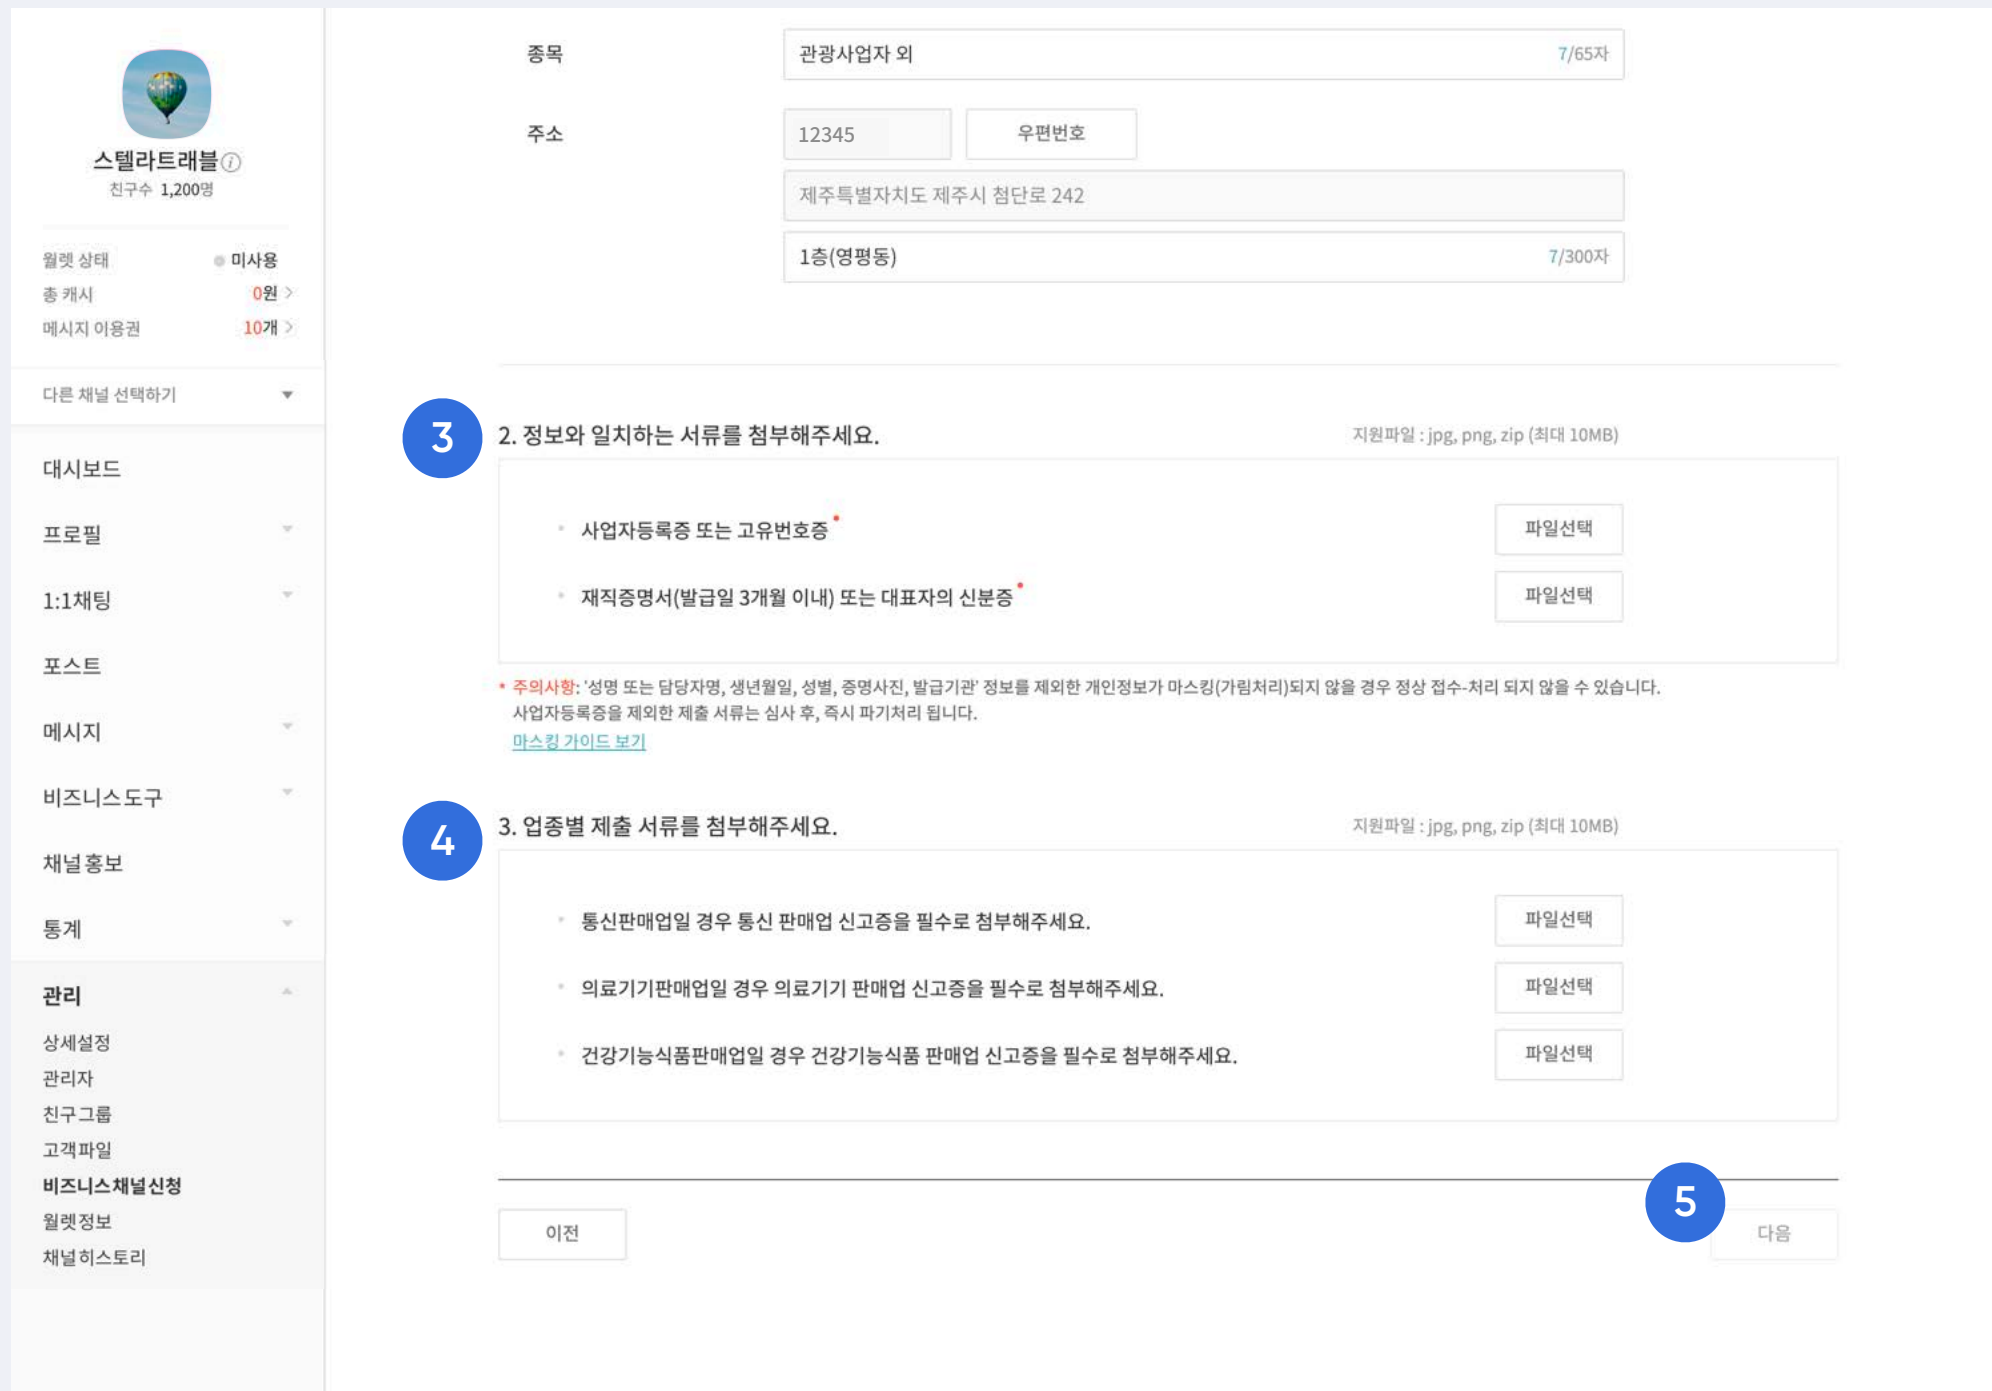 스텔라트래블
친구수 1,200명
월렛 상태 미사용
총 캐시 0원
메시지 이용권 10개
다른 채널 선택하기
대시보드
프로필
1:1채팅
포스트
메시지
비즈니스도구
채널홍보
통계
관리
상세설정
관리자
친구그룹
고객파일
비즈니스채널신청
월렛정보
채널히스토리
종목 관광사업자 외 7/65자
주소 12345 우편번호
제주특별자치도 제주시 첨단로 242
1층(영평동) 7/300자
3 2. 정보와 일치하는 서류를 첨부해주세요. 지원파일 : jpg, png, zip (최대 10MB)
사업자등록증 또는 고유번호증 • 파일선택
재직증명서(발급일 3개월 이내) 또는 대표자의 신분증 • 파일선택
• 주의사항: '성명 또는 담당자명, 생년월일, 성별, 증명사진, 발급기관' 정보를 제외한 개인정보가 마스킹(가림처리)되지 않을 경우 정상 접수-처리 되지 않을 수 있습니다.
사업자등록증을 제외한 제출 서류는 심사 후, 즉시 파기처리 됩니다.
마스킹 가이드 보기
4 3. 업종별 제출 서류를 첨부해주세요. 지원파일 : jpg, png, zip (최대 10MB)
통신판매업일 경우 통신 판매업 신고증을 필수로 첨부해주세요. 파일선택
의료기기판매업일 경우 의료기기 판매업 신고증을 필수로 첨부해주세요. 파일선택
건강기능식품판매업일 경우 건강기능식품 판매업 신고증을 필수로 첨부해주세요. 파일선택
5
이전 다음